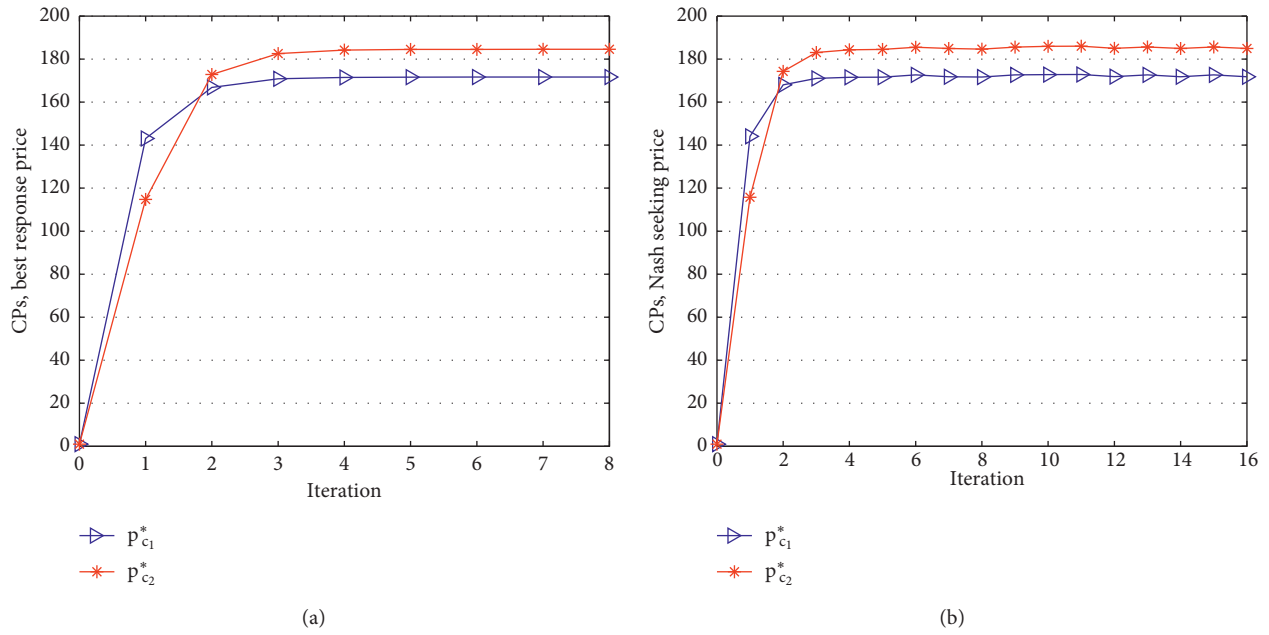 200
180
160
140
120
100
80
60
40
20
0
CPs, best response price
0 1 2 3 4 5 6 7 8
Iteration
p*c1
p*c2
(a)
200
180
160
140
120
100
80
60
40
20
0
CPs, Nash seeking price
0 2 4 6 8 10 12 14 16
Iteration
p*c1
p*c2
(b)